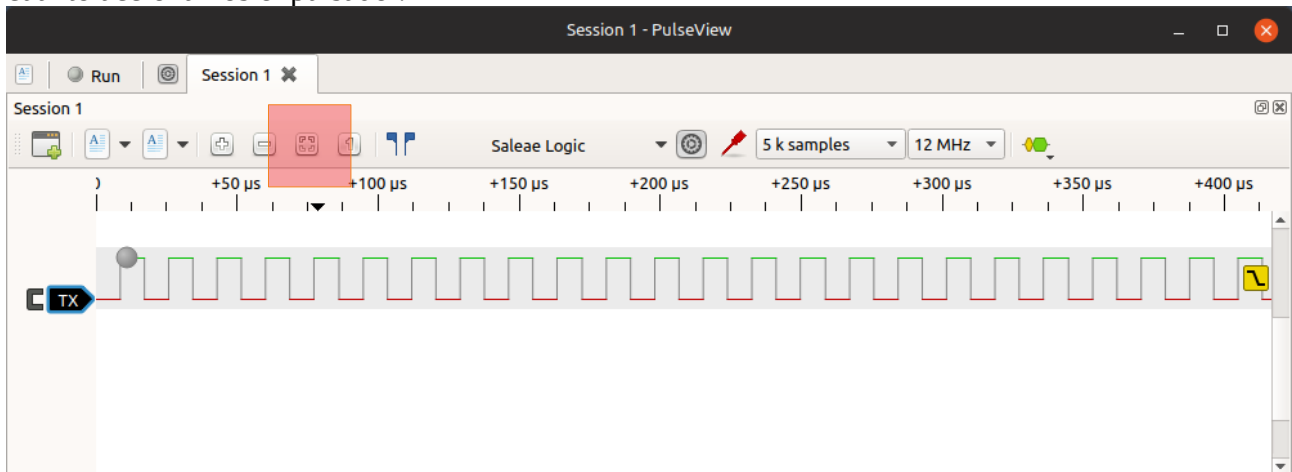 Session 1 - PulseView
Run
Session 1
Session 1
Saleae Logic
5 k samples
12 MHz
+50 µs
+100 µs
+150 µs
+200 µs
+250 µs
+300 µs
+350 µs
+400 µs
TX